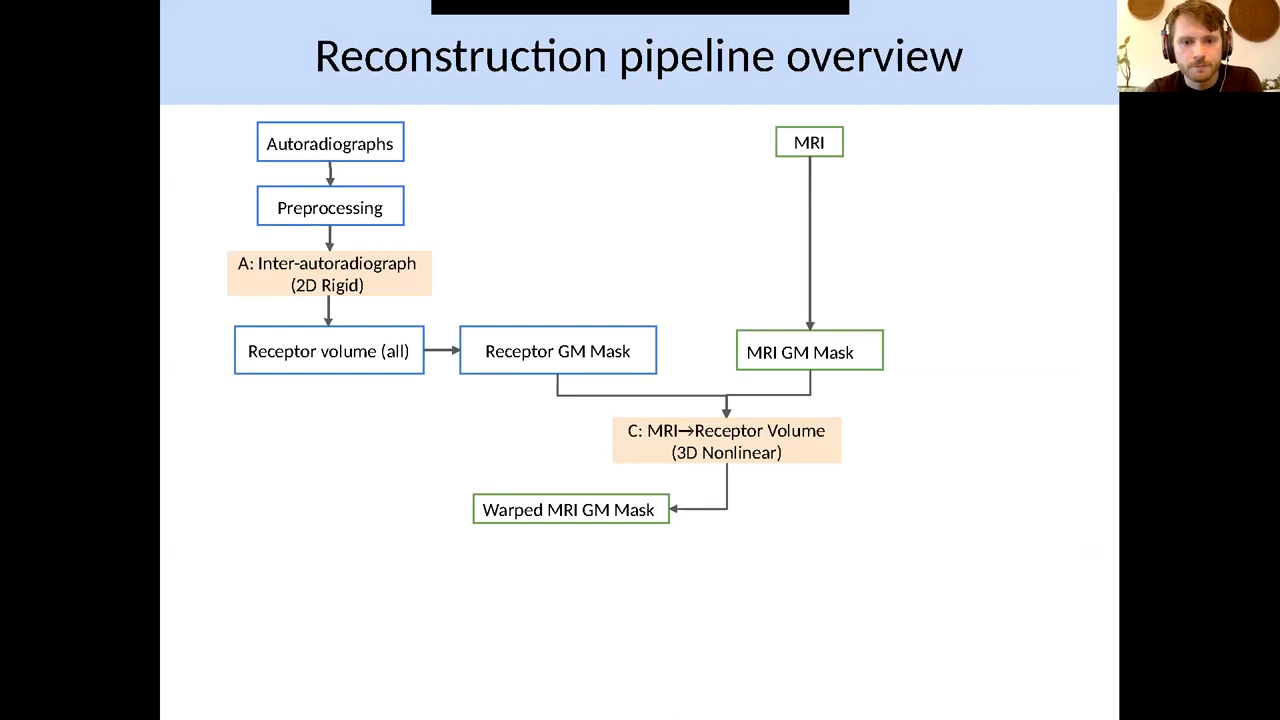 Reconstruction pipeline overview
Autoradiographs
MRI
Preprocessing
A: Inter-autoradiograph
(2D Rigid)
Receptor volume (all)
Receptor GM Mask
MRI GM Mask
C: MRI→Receptor Volume
(3D Nonlinear)
Warped MRI GM Mask